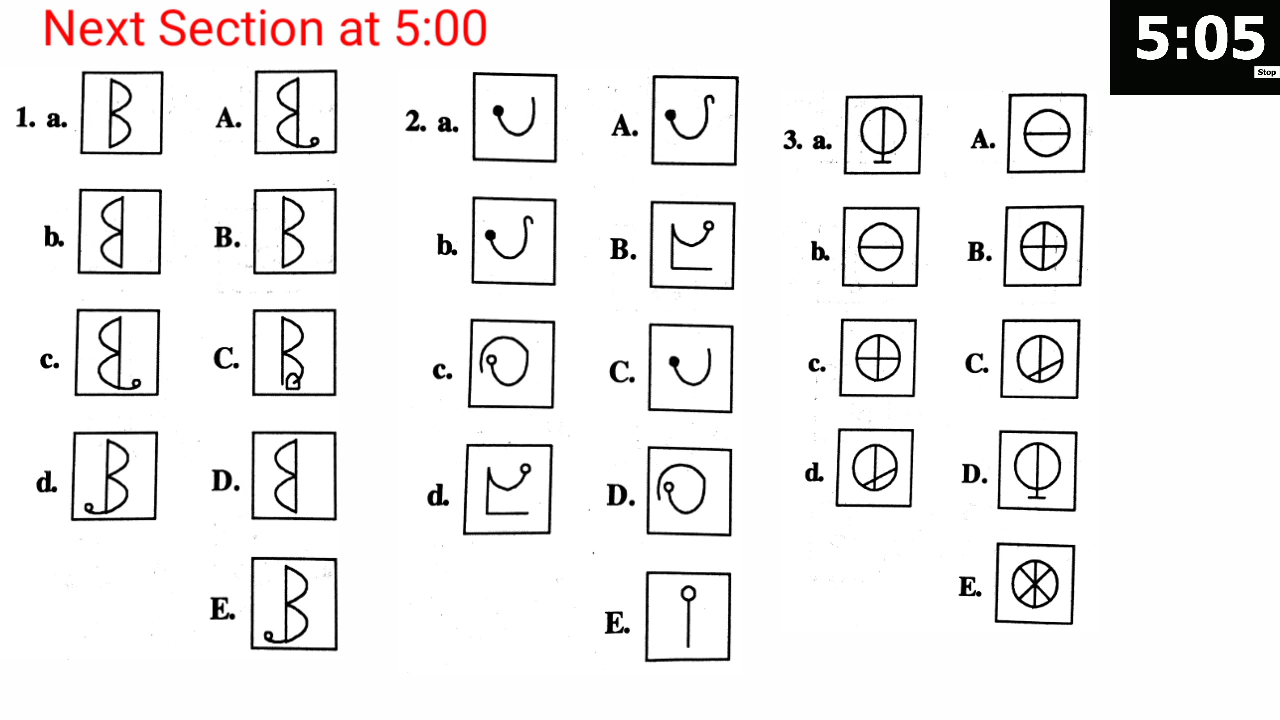 Next Section at 5:00
5:05
Stop
1. a.
A.
b.
B.
c.
C.
d.
D.
E.
2. a.
A.
b.
B.
c.
C.
d.
D.
E.
3. a.
A.
b.
B.
c.
C.
d.
D.
E.